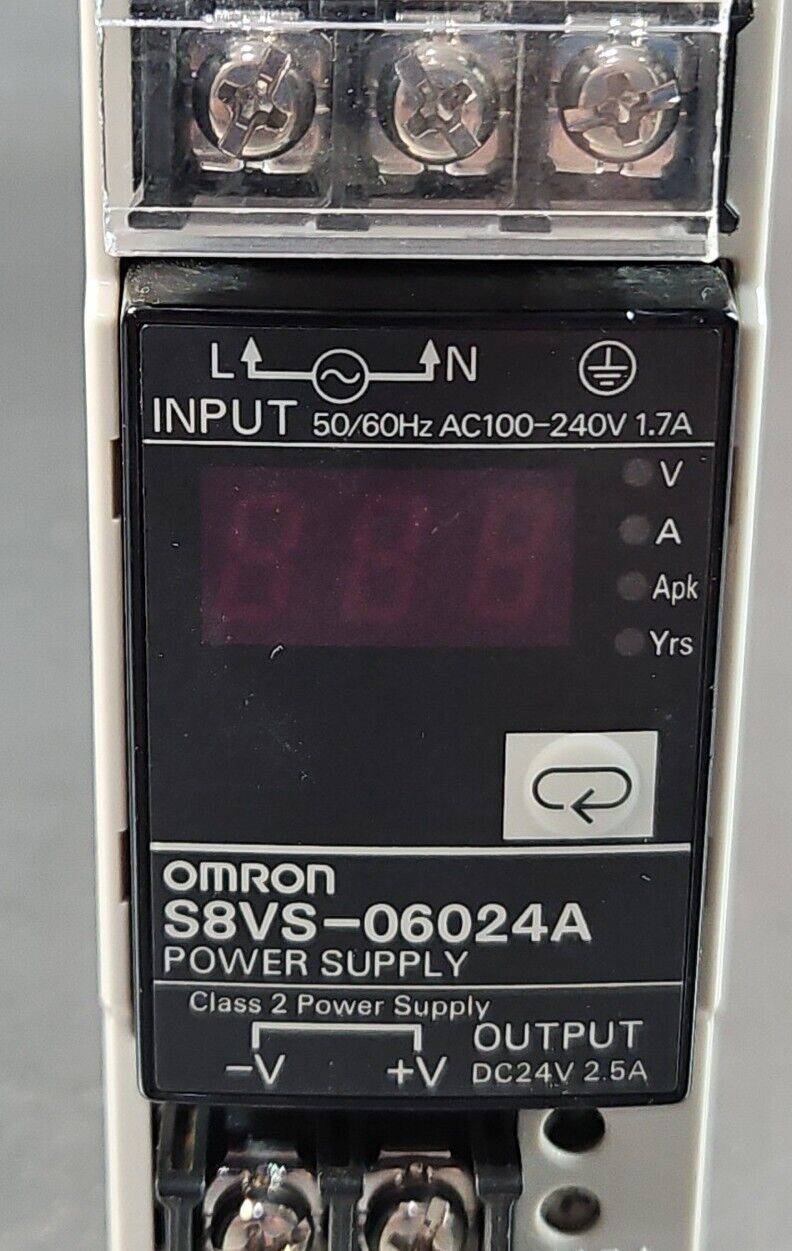 L N
INPUT 50/60Hz AC100-240V 1.7A
V
A
Apk
Yrs
OMRON
S8VS-06024A
POWER SUPPLY
Class 2 Power Supply
OUTPUT
-V +V DC24V 2.5A